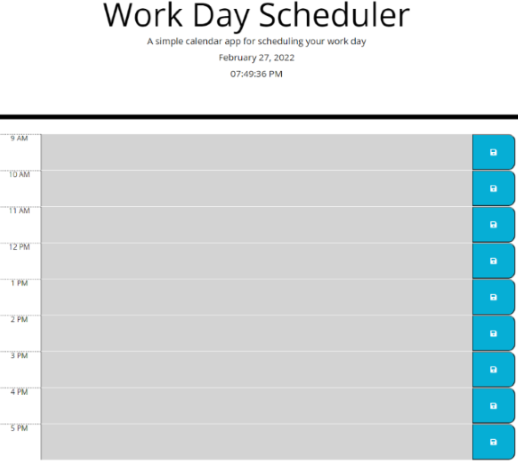 Work Day Scheduler
A simple calendar app for scheduling your work day
February 27, 2022
07:49:36 PM
9 AM
10 AM
11 AM
12 PM
1 PM
2 PM
3 PM
4 PM
5 PM